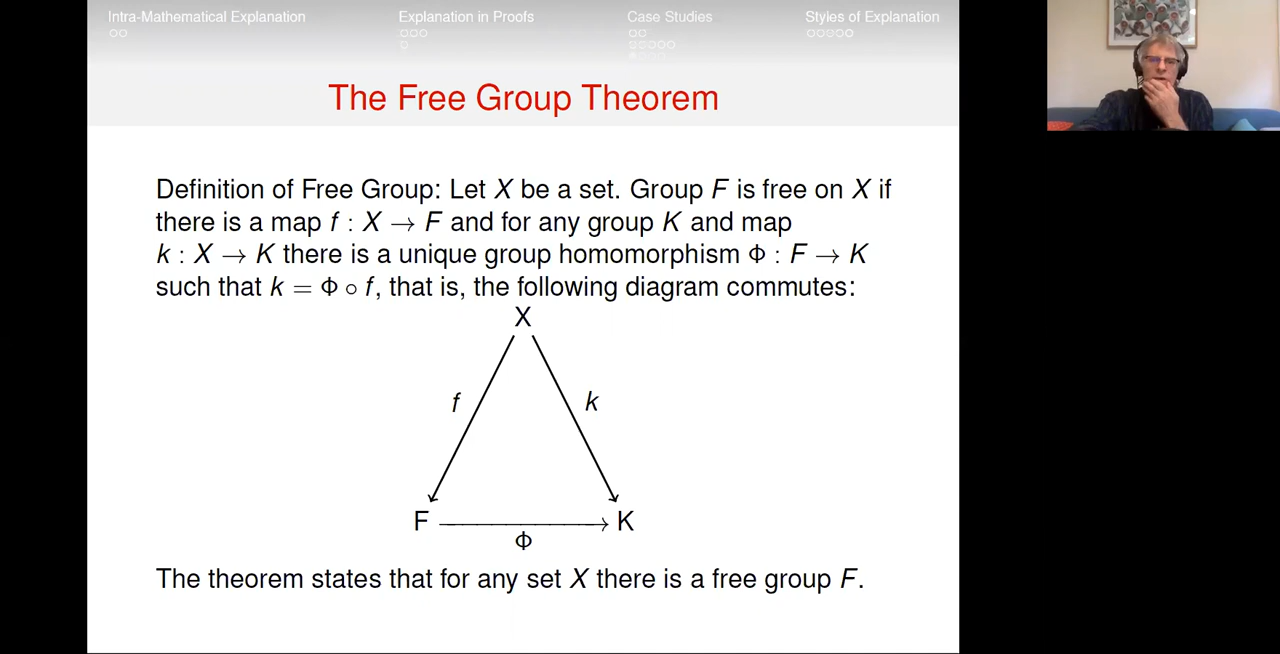 Intra-Mathematical Explanation
Explanation in Proofs
Case Studies
Styles of Explanation
The Free Group Theorem
Definition of Free Group: Let X be a set. Group F is free on X if
there is a map f : X → F and for any group K and map
k : X → K there is a unique group homomorphism Φ : F → K
such that k = Φ ∘ f, that is, the following diagram commutes:
X
f
k
F
K
Φ
The theorem states that for any set X there is a free group F.